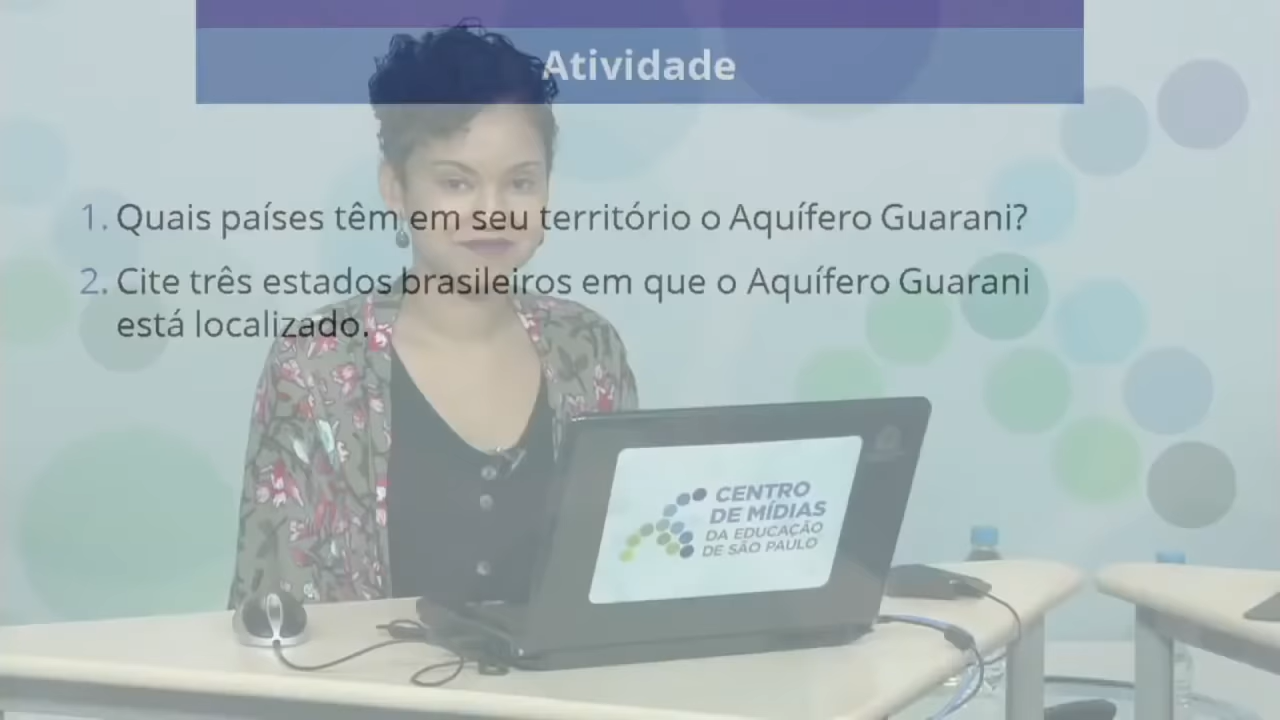 Atividade
1. Quais países têm em seu território o Aquífero Guarani?
2. Cite três estados brasileiros em que o Aquífero Guarani
está localizado.
CENTRO
DE MÍDIAS
DA EDUCAÇÃO
DE SÃO PAULO